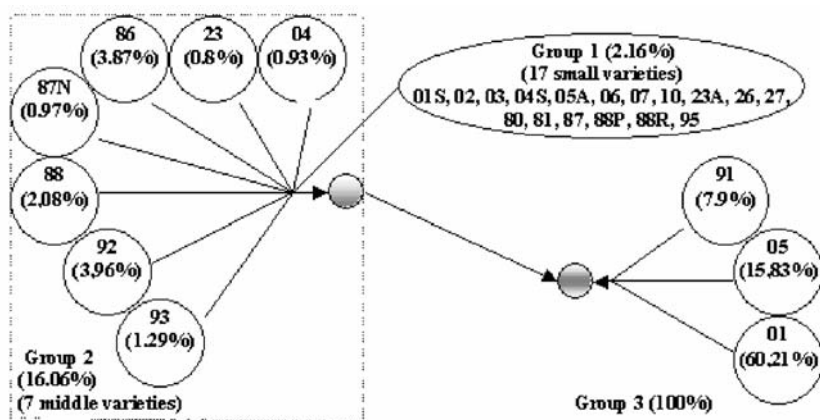 86
(3.87%)
23
(0.8%)
04
(0.93%)
87N
(0.97%)
88
(2.08%)
92
(3.96%)
93
(1.29%)
Group 2
(16.06%)
(7 middle varieties)
Group 1 (2.16%)
(17 small varieties)
01S, 02, 03, 04S, 05A, 06, 07, 10, 23A, 26, 27,
80, 81, 87, 88P, 88R, 95
91
(7.9%)
05
(15,83%)
01
(60,21%)
Group 3 (100%)